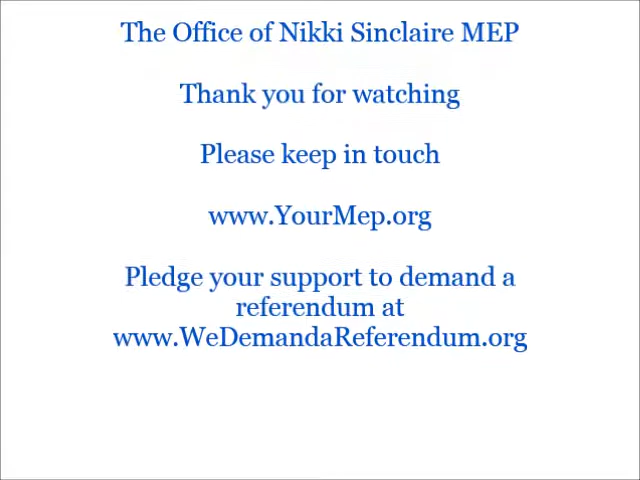 The Office of Nikki Sinclaire MEP
Thank you for watching
Please keep in touch
www.YourMep.org
Pledge your support to demand a
referendum at
www.WeDemandaReferendum.org